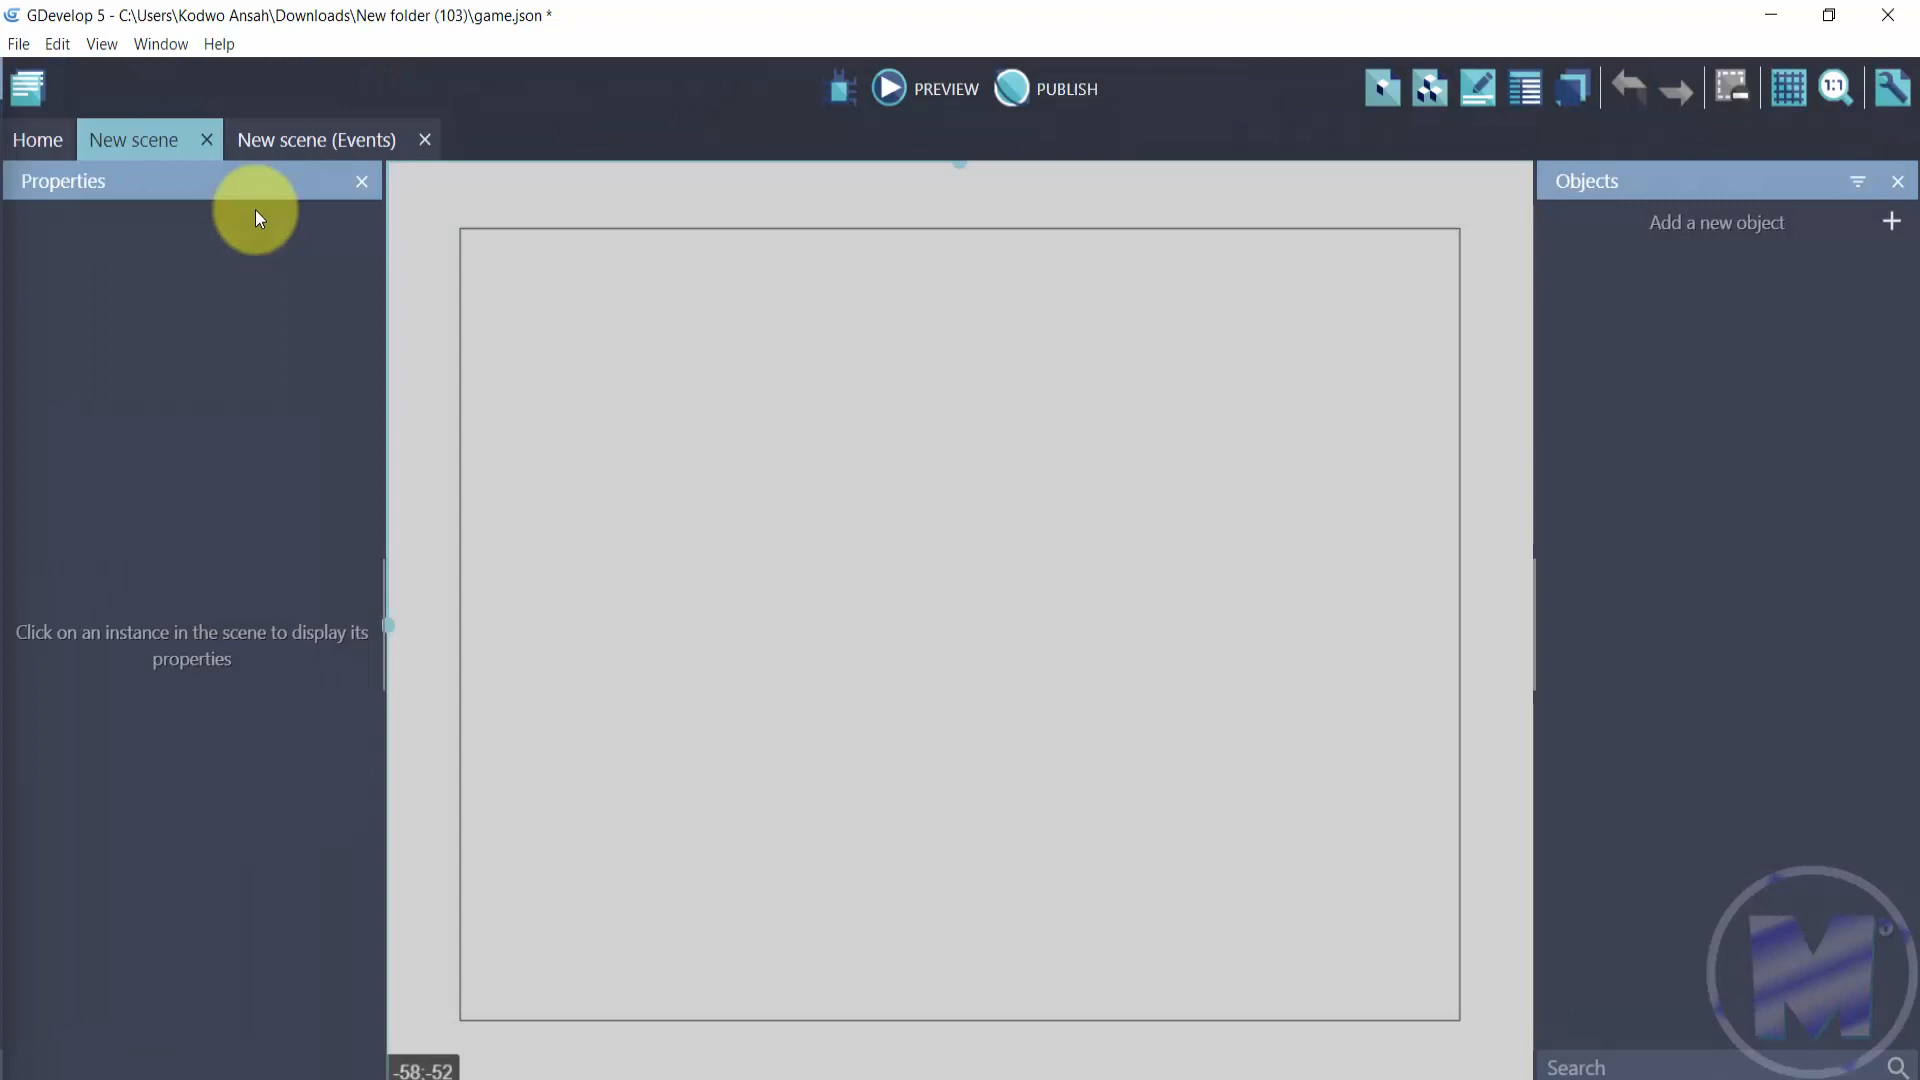 GDevelop 5 - C:\Users\Kodwo Ansah\Downloads\New folder (103)\game.json *
File Edit View Window Help
PREVIEW PUBLISH
1:1
Home New scene New scene (Events)
Properties
Objects
Add a new object
Click on an instance in the scene to display its
properties
M
-58;-52
Search